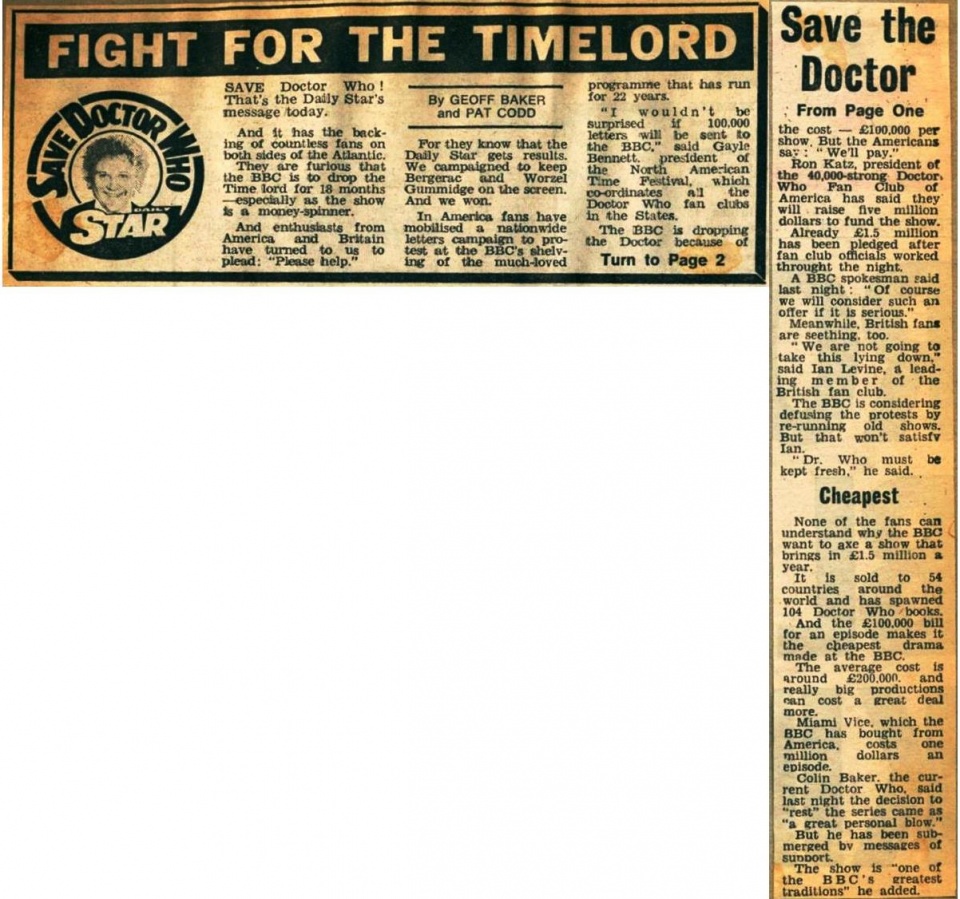 FIGHT FOR THE TIMELORD
SAVE DOCTOR WHO
DAILY
STAR
SAVE Doctor Who!
That's the Daily Star's
message today.
And it has the back-
ing of countless fans on
both sides of the Atlantic.
They are furious that
the BBC is to drop the
Time lord for 18 months
—especially as the show
is a money-spinner.
And enthusiasts from
America and Britain
have turned to us to
plead: "Please help."
By GEOFF BAKER
and PAT CODD
For they know that the
Daily Star gets results.
We campaigned to keep
Bergerac and Worzel
Gummidge on the screen.
And we won.
In America fans have
mobilised a nationwide
letters campaign to pro-
test at the BBC's shelv-
ing of the much-loved
programme that has run
for 22 years.
"I wouldn't be
surprised if 100,000
letters will be sent to
the BBC," said Gayle
Bennett, president of
the North American
Time Festival, which
co-ordinates all the
Doctor Who fan clubs
in the States.
The BBC is dropping
the Doctor because of
Turn to Page 2
Save the
Doctor
From Page One
the cost — £100,000 per
show. But the Americans
say: "We'll pay."
Ron Katz, president of
the 40,000-strong Doctor
Who Fan Club of
America has said they
will raise five million
dollars to fund the show.
Already £1.5 million
has been pledged after
fan club officials worked
throught the night.
A BBC spokesman said
last night: "Of course
we will consider such an
offer if it is serious."
Meanwhile, British fans
are seething, too.
"We are not going to
take this lying down,"
said Ian Levine, a lead-
ing member of the
British fan club.
The BBC is considering
defusing the protests by
re-running old shows.
But that won't satisfy
Ian.
"Dr. Who must be
kept fresh," he said.
Cheapest
None of the fans can
understand why the BBC
want to axe a show that
brings in £1.5 million a
year.
It is sold to 54
countries around the
world and has spawned
104 Doctor Who books.
And the £100,000 bill
for an episode makes it
the cheapest drama
made at the BBC.
The average cost is
around £200,000. and
really big productions
can cost a great deal
more.
Miami Vice, which the
BBC has bought from
America, costs one
million dollars an
episode.
Colin Baker. the cur-
rent Doctor Who, said
last night the decision to
"rest" the series came as
"a great personal blow."
But he has been sub-
merged by messages of
support.
The show is "one of
the BBC's greatest
traditions" he added.